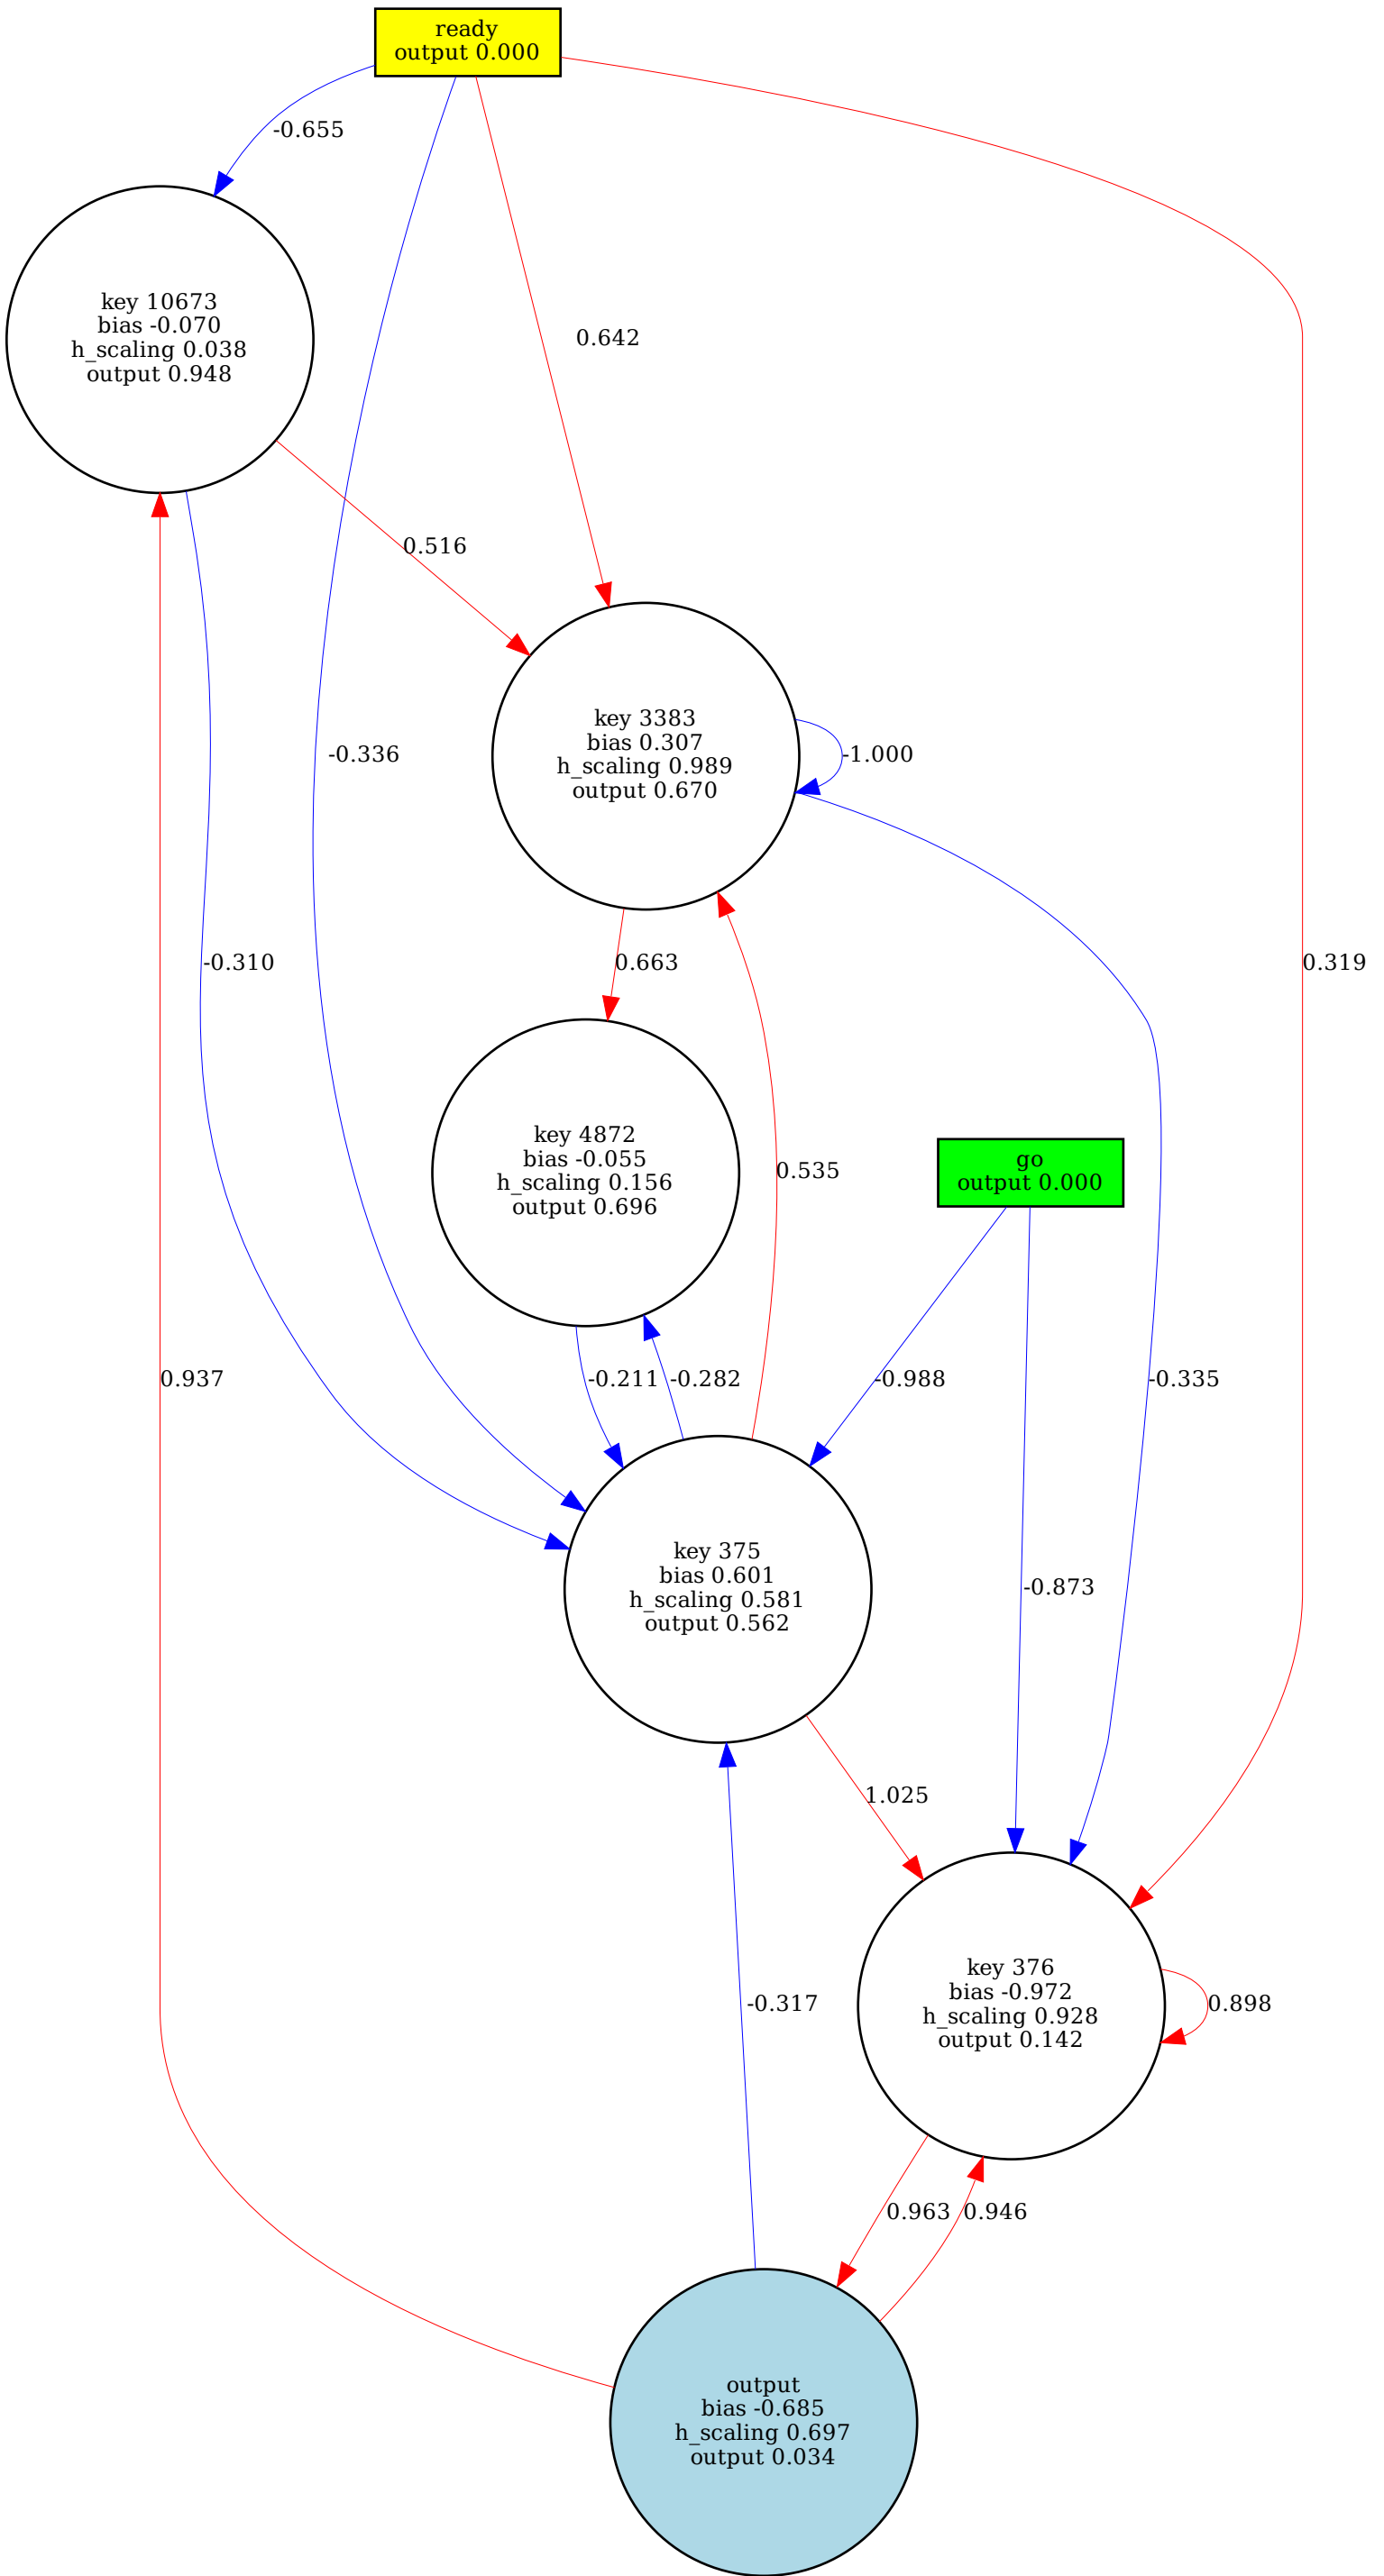 ready
output 0.000
-0.655
key 10673
bias -0.070
h_scaling 0.038
output 0.948
0.642
0.516
key 3383
bias 0.307
h_scaling 0.989
output 0.670
-0.336
-1.000
-0.310
0.663
0.319
key 4872
bias -0.055
h_scaling 0.156
output 0.696
0.535
go
output 0.000
0.937
-0.211
-0.282
-0.988
-0.335
key 375
bias 0.601
h_scaling 0.581
output 0.562
-0.873
1.025
key 376
bias -0.972
h_scaling 0.928
output 0.142
-0.317
0.898
0.963
0.946
output
bias -0.685
h_scaling 0.697
output 0.034